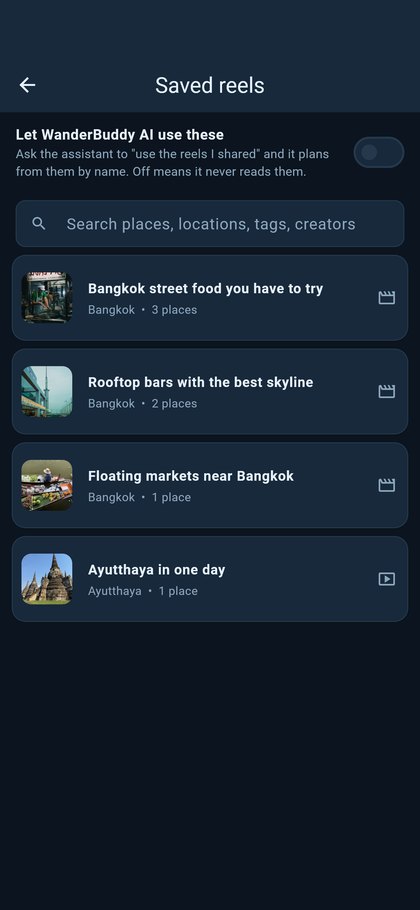 Saved reels
Let WanderBuddy AI use these
Ask the assistant to "use the reels I shared" and it plans
from them by name. Off means it never reads them.
Search places, locations, tags, creators
Bangkok street food you have to try
Bangkok • 3 places
Rooftop bars with the best skyline
Bangkok • 2 places
Floating markets near Bangkok
Bangkok • 1 place
Ayutthaya in one day
Ayutthaya • 1 place